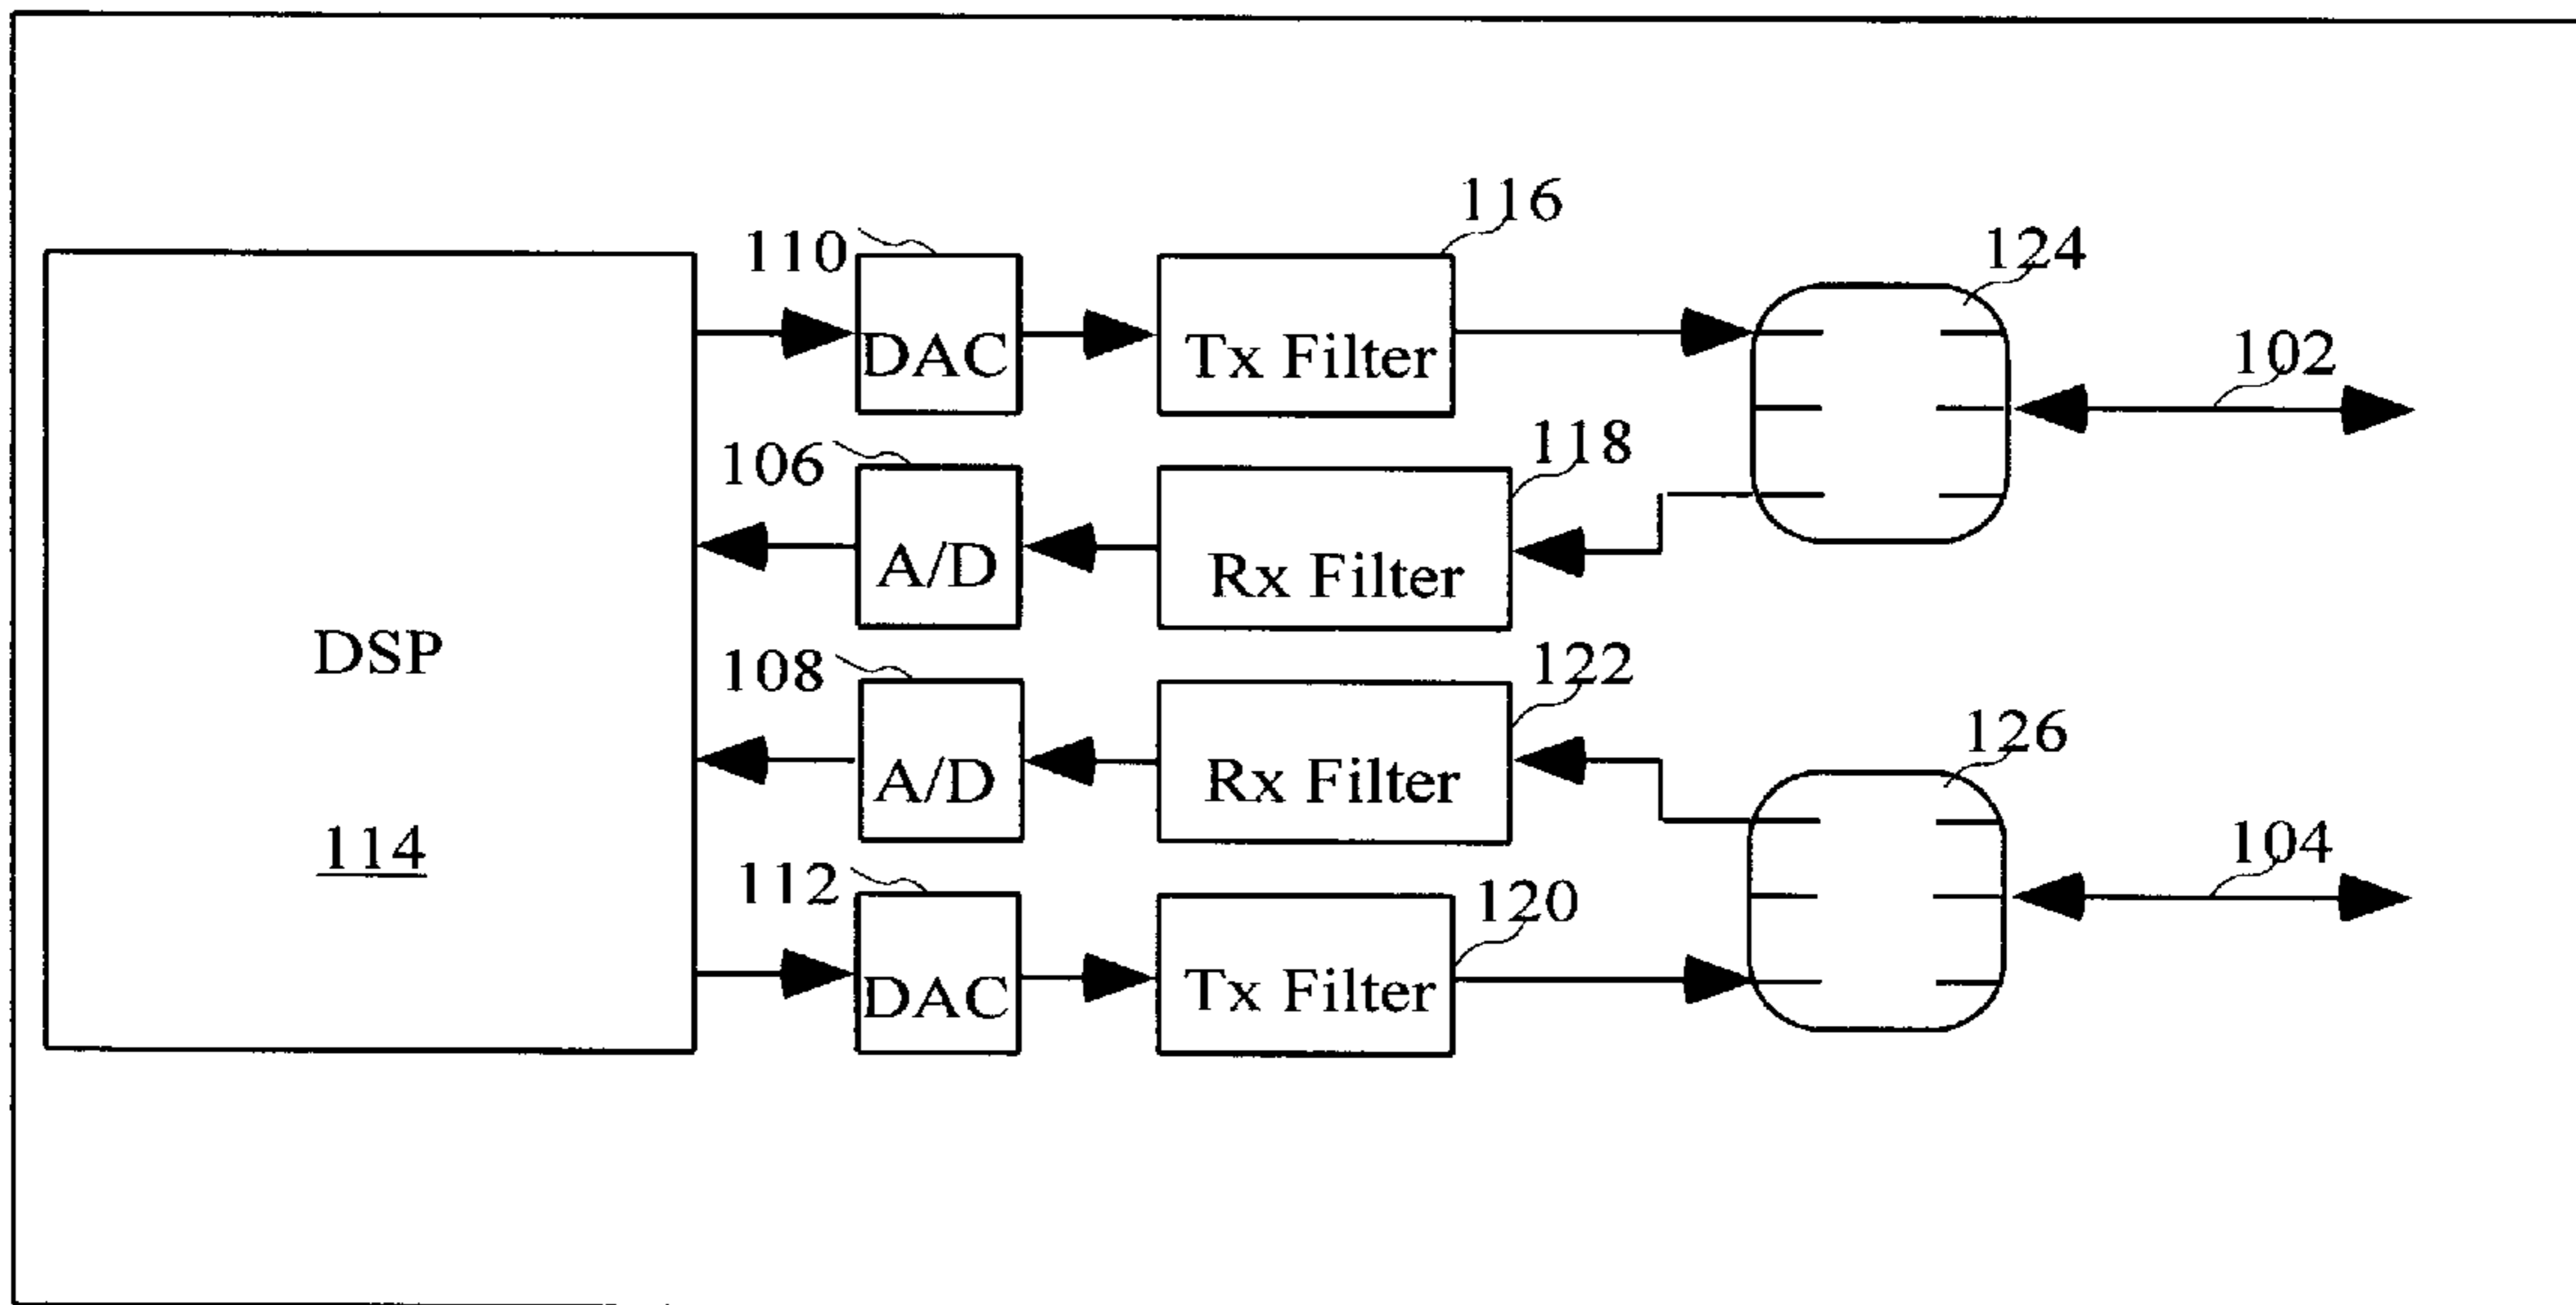 116
110
124
DAC
Tx Filter
102
106
118
A/D
Rx Filter
DSP
108
122
126
A/D
Rx Filter
114
104
112
120
DAC
Tx Filter